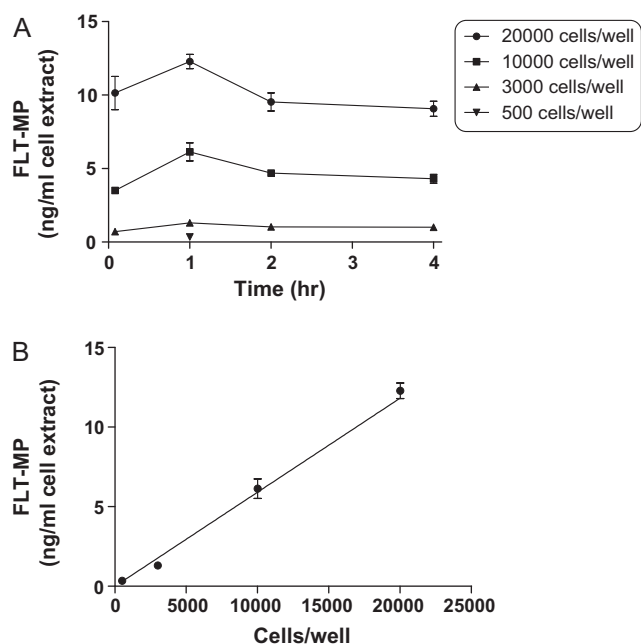 A
15
10
5
0
FLT-MP
(ng/ml cell extract)
0 1 2 3 4
Time (hr)
20000 cells/well
10000 cells/well
3000 cells/well
500 cells/well
B
15
10
5
0
FLT-MP
(ng/ml cell extract)
0 5000 10000 15000 20000 25000
Cells/well